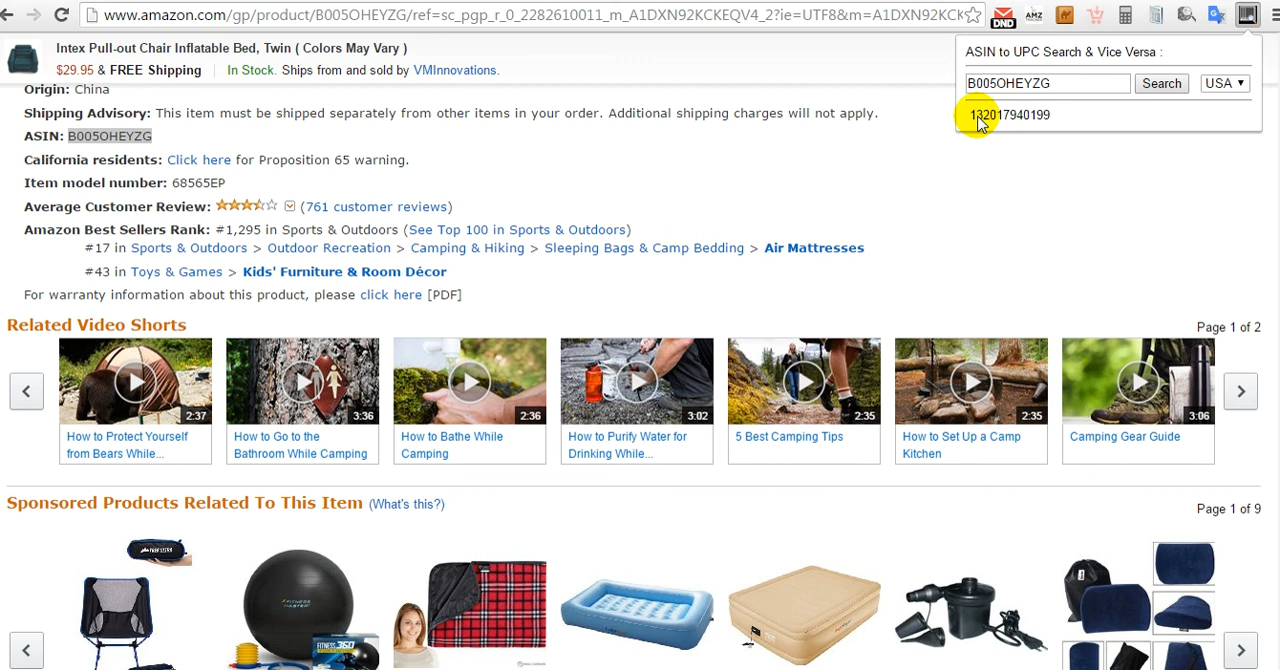 www.amazon.com/gp/product/B005OHEYZG/ref=sc_pgp_r_0_2282610011_m_A1DXN92KCKEQV4_2?ie=UTF8&m=A1DXN92KCK
DND
AMZ
Intex Pull-out Chair Inflatable Bed, Twin ( Colors May Vary )
$29.95 & FREE Shipping
In Stock. Ships from and sold by VMInnovations.
ASIN to UPC Search & Vice Versa :
B005OHEYZG
Search
USA
132017940199
Origin: China
Shipping Advisory: This item must be shipped separately from other items in your order. Additional shipping charges will not apply.
ASIN: B005OHEYZG
California residents: Click here for Proposition 65 warning.
Item model number: 68565EP
Average Customer Review: (761 customer reviews)
Amazon Best Sellers Rank: #1,295 in Sports & Outdoors (See Top 100 in Sports & Outdoors)
#17 in Sports & Outdoors > Outdoor Recreation > Camping & Hiking > Sleeping Bags & Camp Bedding > Air Mattresses
#43 in Toys & Games > Kids' Furniture & Room Décor
For warranty information about this product, please click here [PDF]
Related Video Shorts
Page 1 of 2
2:37
3:36
2:36
3:02
2:35
2:35
3:06
How to Protect Yourself
from Bears While...
How to Go to the
Bathroom While Camping
How to Bathe While
Camping
How to Purify Water for
Drinking While...
5 Best Camping Tips
How to Set Up a Camp
Kitchen
Camping Gear Guide
Sponsored Products Related To This Item (What's this?)
Page 1 of 9
FITNESS
360